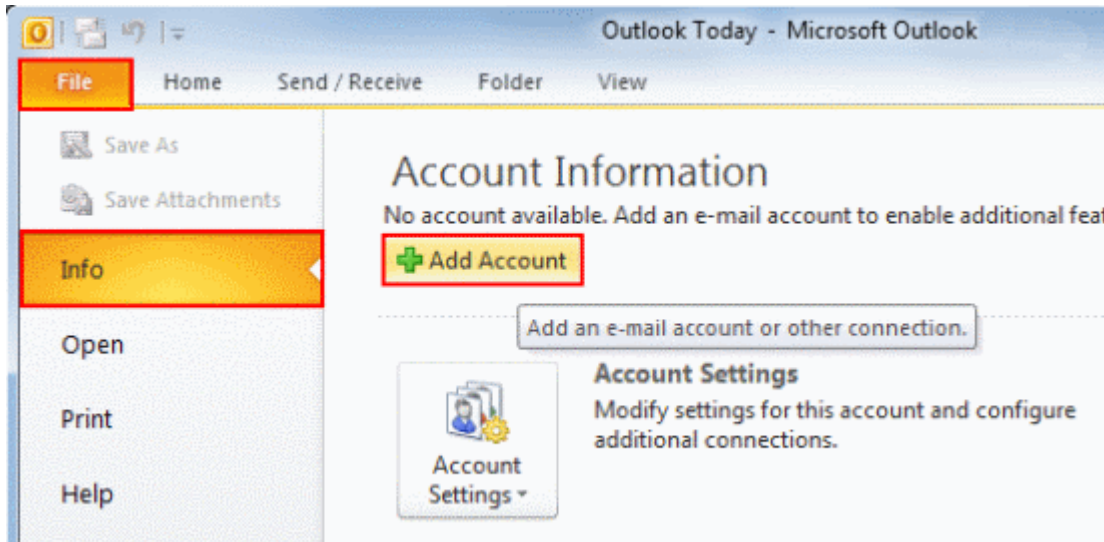 Outlook Today - Microsoft Outlook
File Home Send / Receive Folder View
Save As
Save Attachments
Info
Open
Print
Help
Account Information
No account available. Add an e-mail account to enable additional
Add Account
Add an e-mail account or other connection.
Account Settings
Account Settings
Modify settings for this account and configure
additional connections.